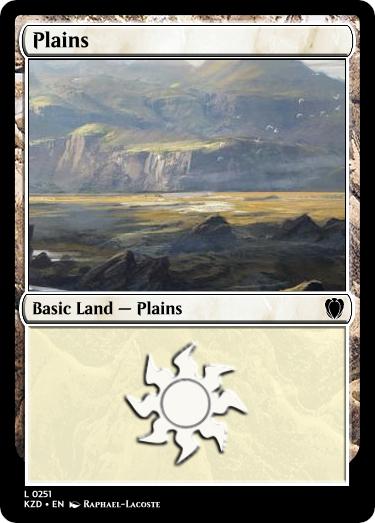 Plains
Basic Land — Plains
L 0251
KZD • EN Raphael-Lacoste